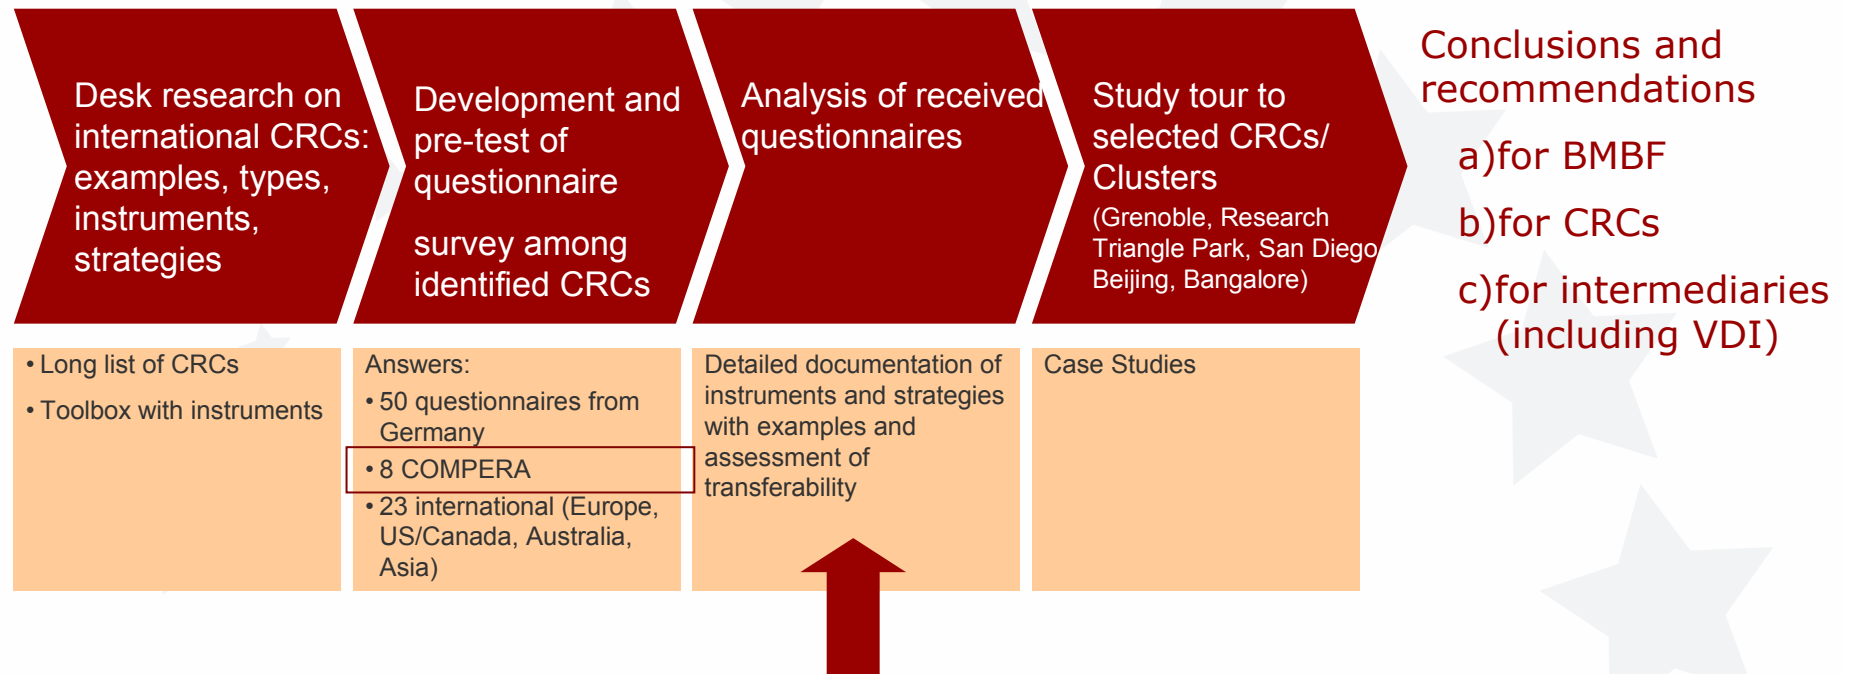 Desk research on
international CRCs:
examples, types,
instruments,
strategies
Development and
pre-test of
questionnaire
survey among
identified CRCs
Analysis of received
questionnaires
Study tour to
selected CRCs/
Clusters
(Grenoble, Research
Triangle Park, San Diego
Beijing, Bangalore)
Conclusions and
recommendations
a)for BMBF
b)for CRCs
c)for intermediaries
(including VDI)
• Long list of CRCs
• Toolbox with instruments
Answers:
• 50 questionnaires from
Germany
• 8 COMPERA
• 23 international (Europe,
US/Canada, Australia,
Asia)
Detailed documentation of
instruments and strategies
with examples and
assessment of
transferability
Case Studies